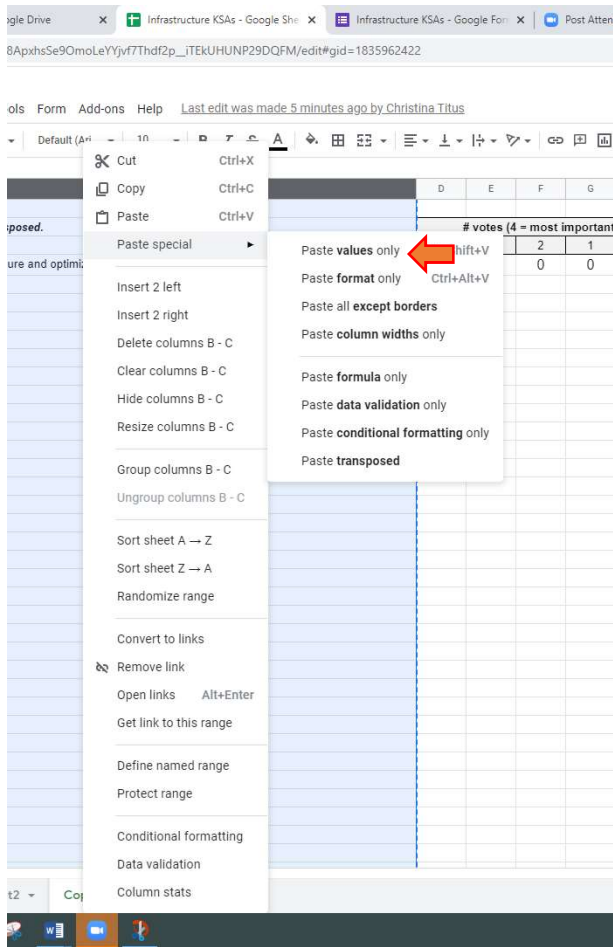 ogle Drive × Infrastructure KSAs - Google She × Infrastructure KSAs - Google For × Post Atten
8ApxhsSe9OmoLeYYjvf7Thdf2p__iTEkUHUNP29DQFM/edit#gid=1835962422
ols Form Add-ons Help Last edit was made 5 minutes ago by Christina Titus
Default (Ari 10 B I S A
D E F G
posed.
# votes (4 = most important
2 1
ure and optimiz
0 0
Cut Ctrl+X
Copy Ctrl+C
Paste Ctrl+V
Paste special
Insert 2 left
Insert 2 right
Delete columns B - C
Clear columns B - C
Hide columns B - C
Resize columns B - C
Group columns B - C
Ungroup columns B - C
Sort sheet A → Z
Sort sheet Z → A
Randomize range
Convert to links
Remove link
Open links Alt+Enter
Get link to this range
Define named range
Protect range
Conditional formatting
Data validation
Column stats
Paste values only hift+V
Paste format only Ctrl+Alt+V
Paste all except borders
Paste column widths only
Paste formula only
Paste data validation only
Paste conditional formatting only
Paste transposed
t2 Cop